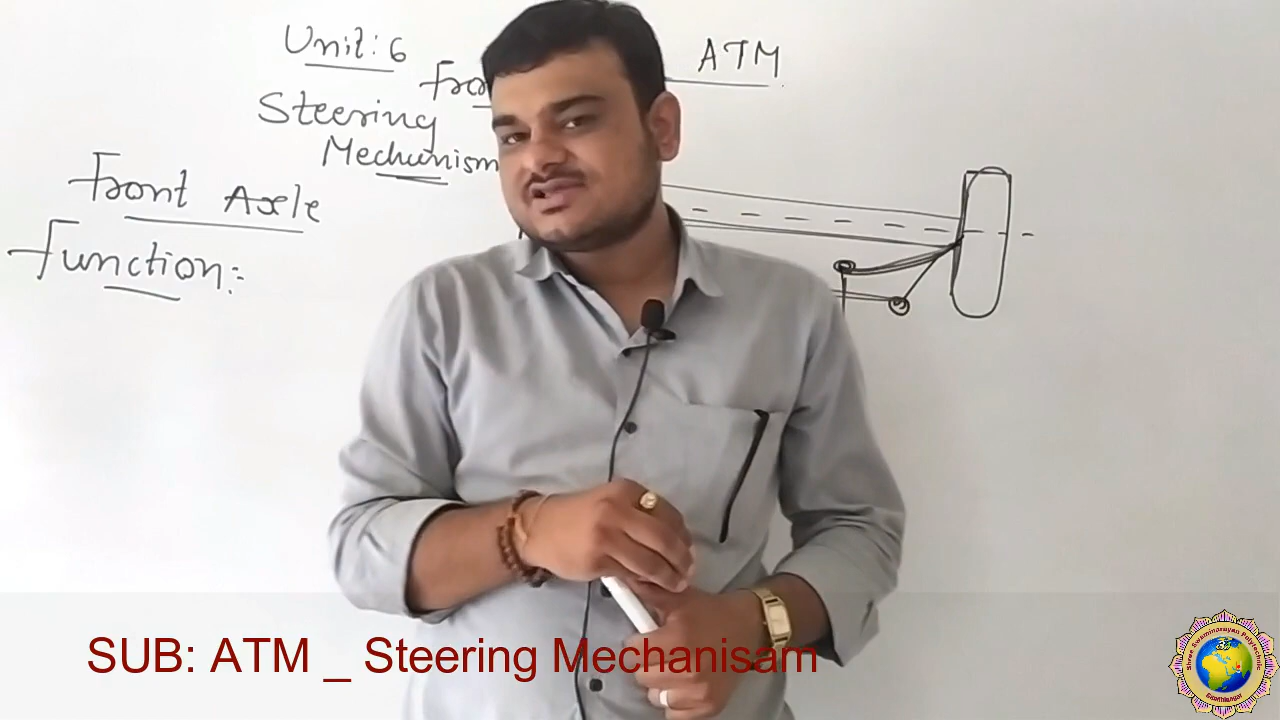 Unit: 6
ATM
Steering
Mechanism
Front Axle
Function:
SUB: ATM _ Steering Mechanisam